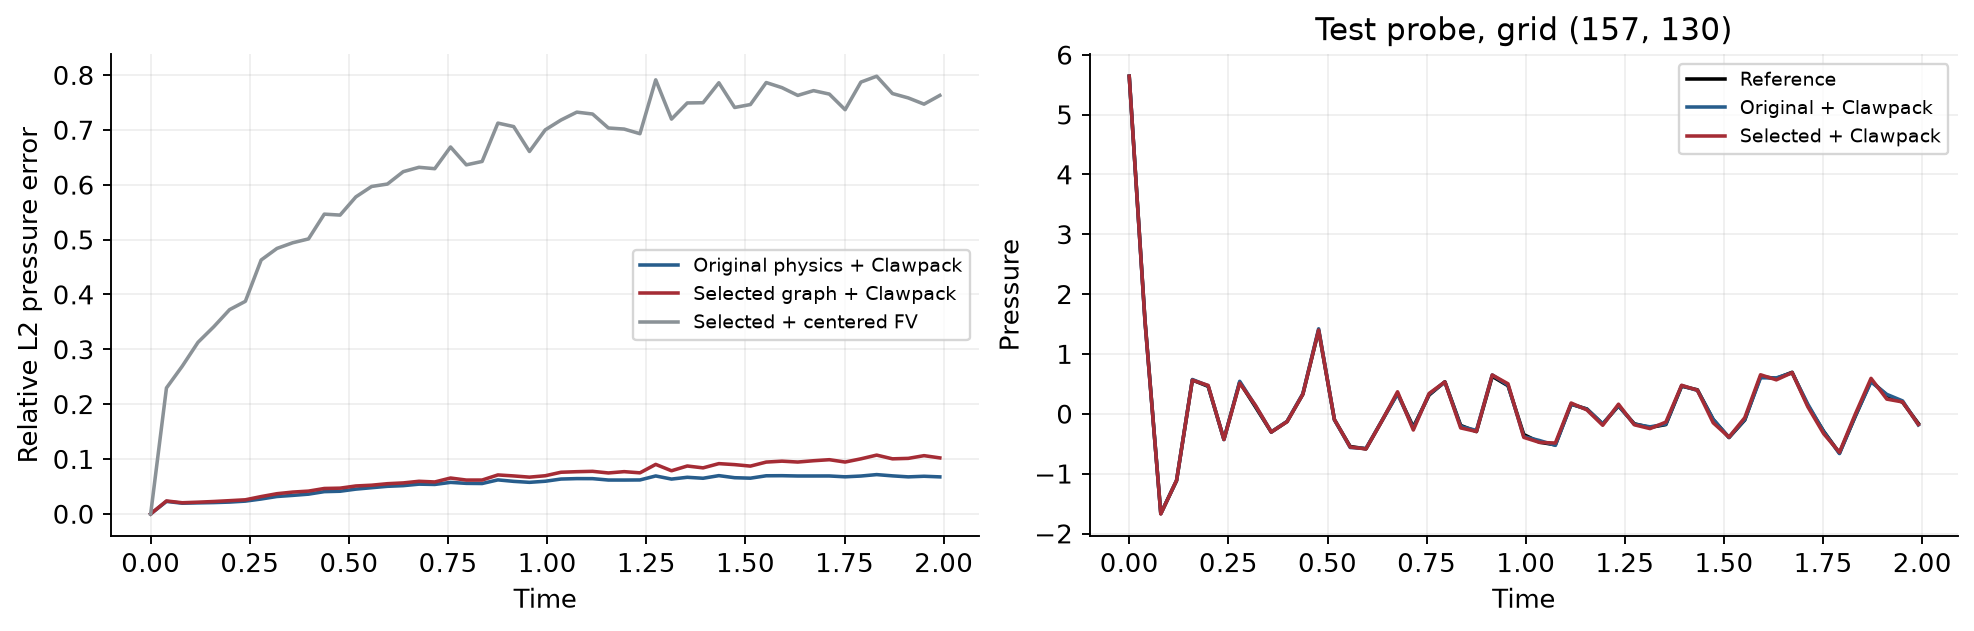 Relative L2 pressure error
0.8
0.7
0.6
0.5
0.4
0.3
0.2
0.1
0.0
Original physics + Clawpack
Selected graph + Clawpack
Selected + centered FV
0.00 0.25 0.50 0.75 1.00 1.25 1.50 1.75 2.00
Time
Test probe, grid (157, 130)
Pressure
6
5
4
3
2
1
0
−1
−2
Reference
Original + Clawpack
Selected + Clawpack
0.00 0.25 0.50 0.75 1.00 1.25 1.50 1.75 2.00
Time